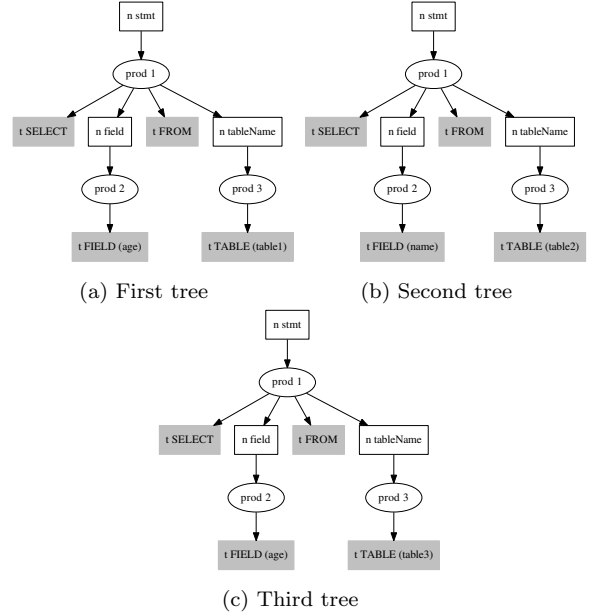 n stmt
prod 1
t SELECT n field t FROM n tableName
prod 2 prod 3
t FIELD (age) t TABLE (table1)
(a) First tree
n stmt
prod 1
t SELECT n field t FROM n tableName
prod 2 prod 3
t FIELD (name) t TABLE (table2)
(b) Second tree
n stmt
prod 1
t SELECT n field t FROM n tableName
prod 2 prod 3
t FIELD (age) t TABLE (table3)
(c) Third tree